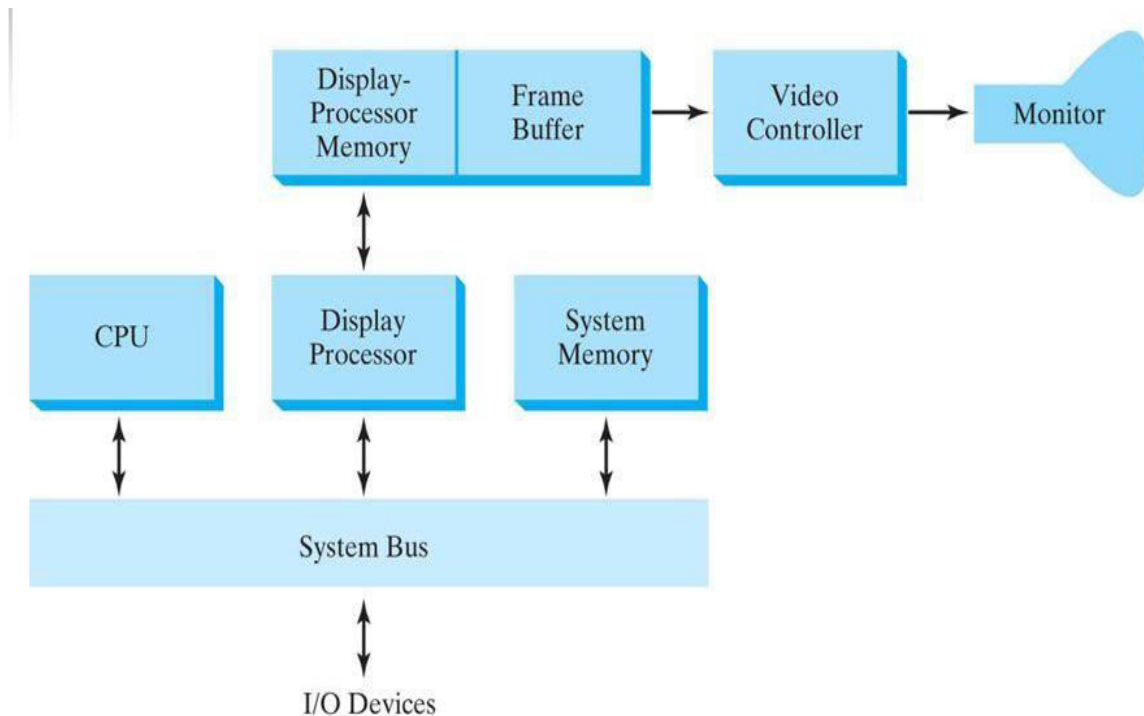 Display-
Processor
Memory
Frame
Buffer
Video
Controller
Monitor
CPU
Display
Processor
System
Memory
System Bus
I/O Devices